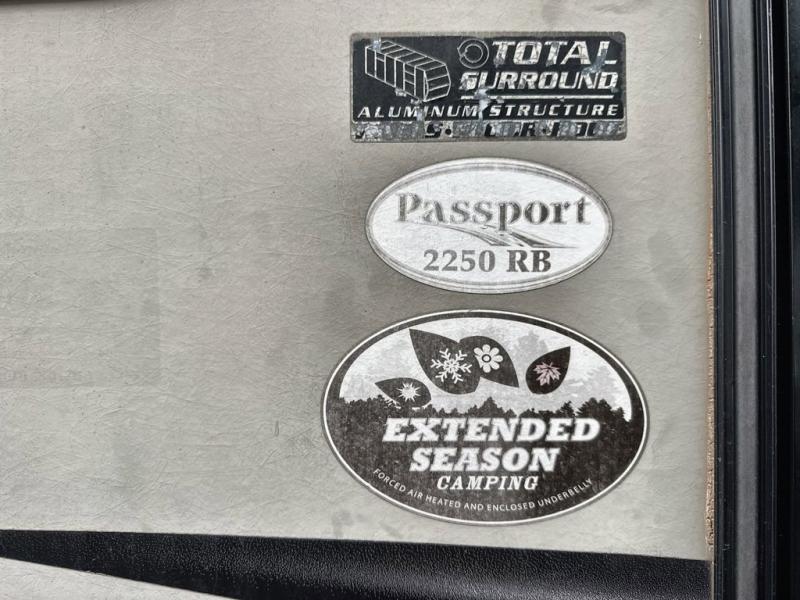 TOTAL
SURROUND
ALUMINUM STRUCTURE
Passport
2250 RB
EXTENDED
SEASON
CAMPING
FORCED AIR HEATED AND ENCLOSED UNDERBELLY